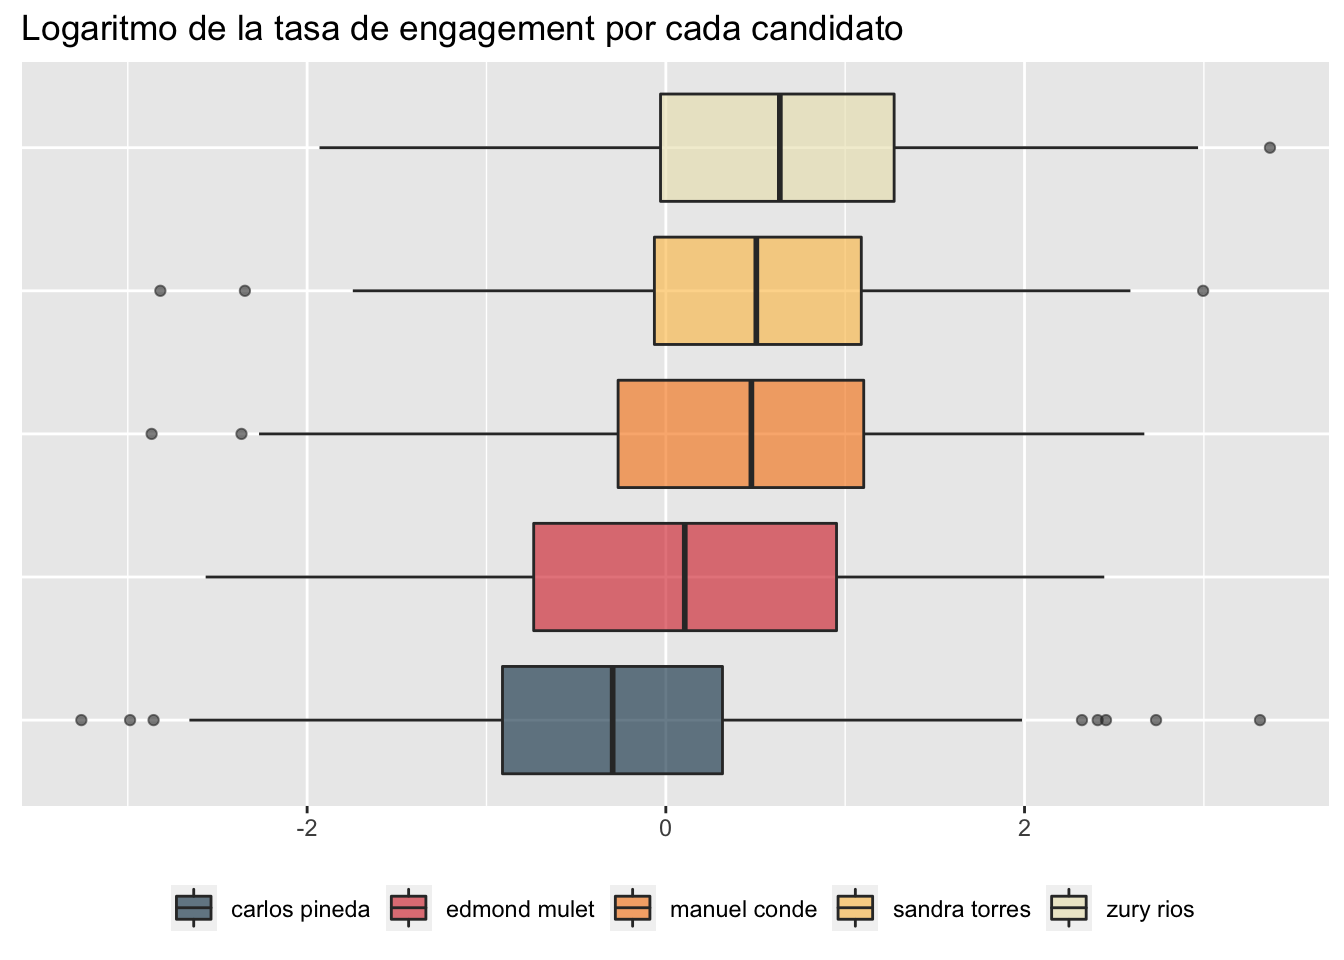 Logaritmo de la tasa de engagement por cada candidato
-2 0 2
carlos pineda edmond mulet manuel conde sandra torres zury rios